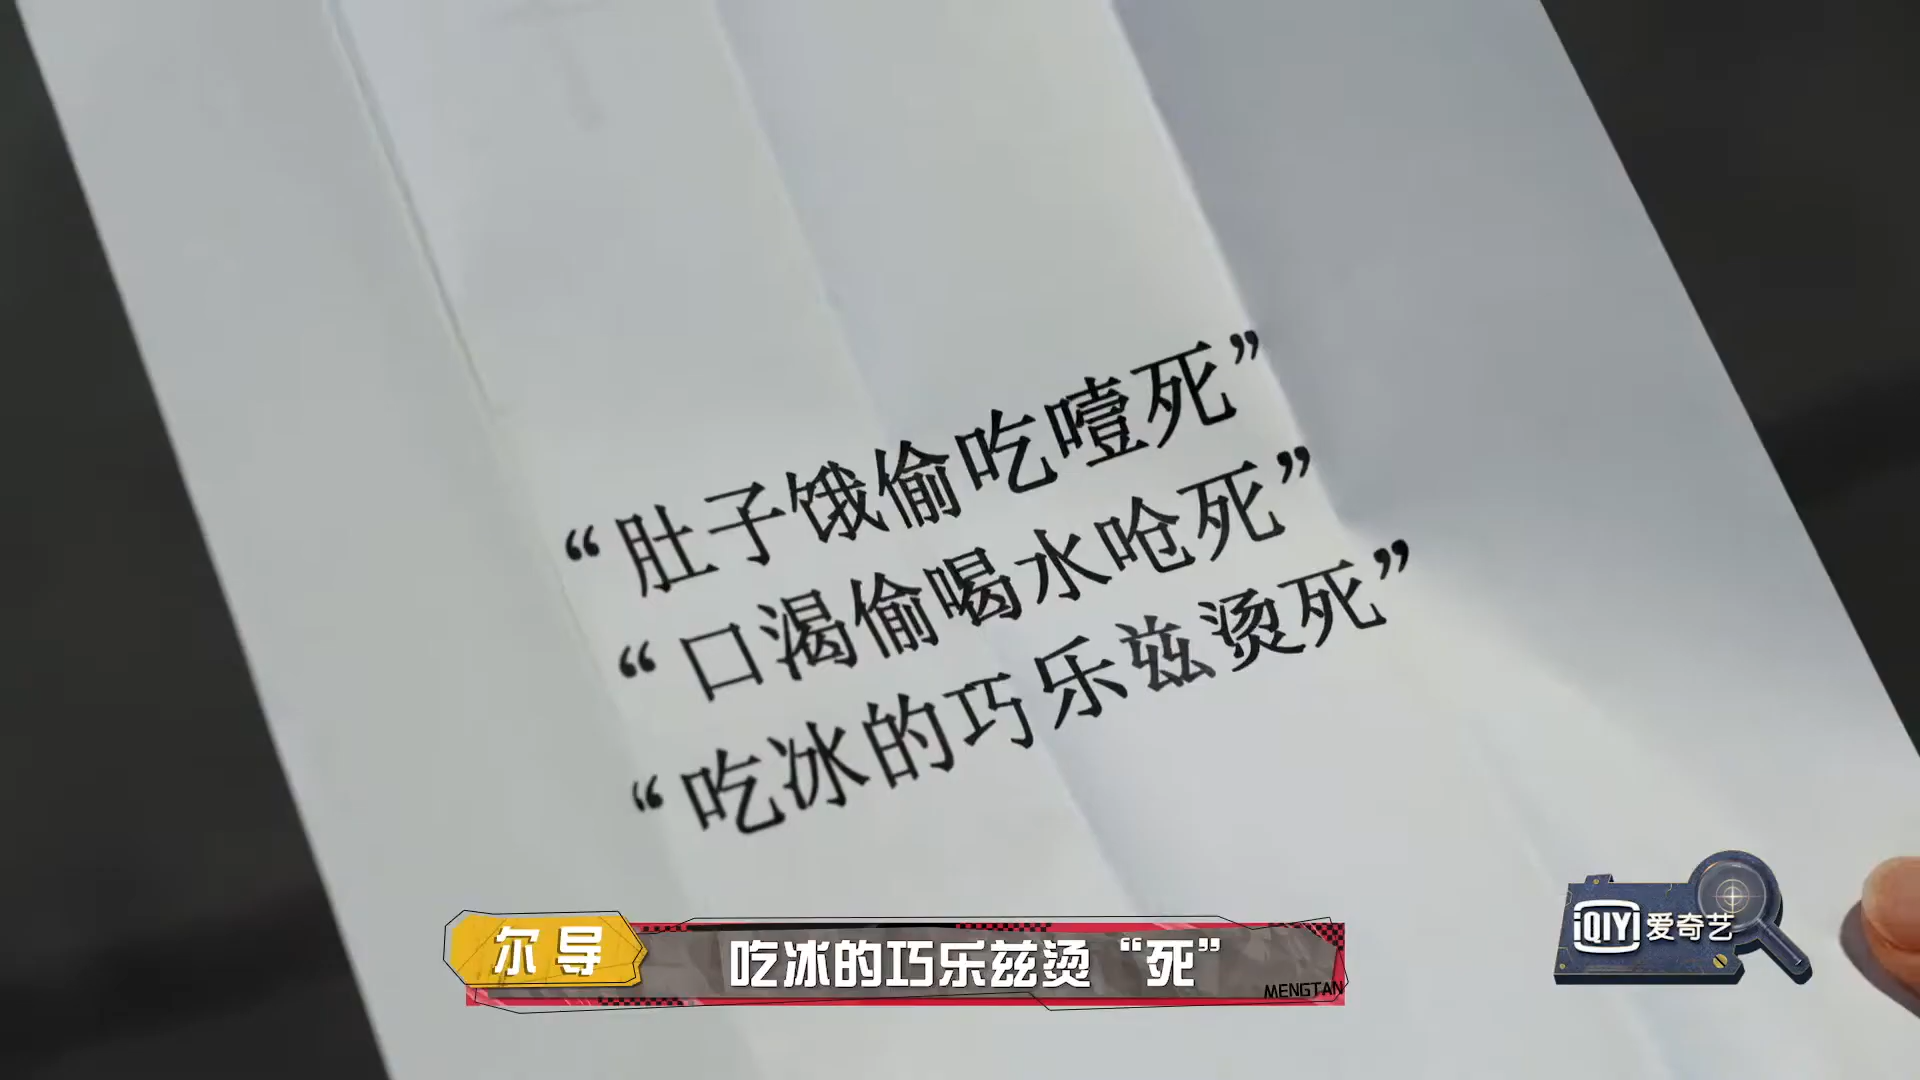 “肚子饿偷吃噎死”
“口渴偷喝水呛死”
“吃冰的巧乐兹烫死”
尔导
吃冰的巧乐兹烫“死”
MENGTAN
iQIYI 爱奇艺